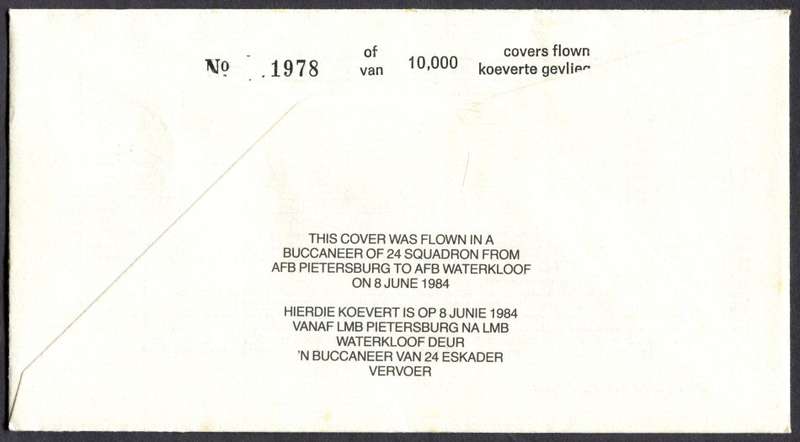 No 1978 of 10,000 covers flown
van koeverte gevlieg
THIS COVER WAS FLOWN IN A
BUCCANEER OF 24 SQUADRON FROM
AFB PIETERSBURG TO AFB WATERKLOOF
ON 8 JUNE 1984
HIERDIE KOEVERT IS OP 8 JUNIE 1984
VANAF LMB PIETERSBURG NA LMB
WATERKLOOF DEUR
'N BUCCANEER VAN 24 ESKADER
VERVOER